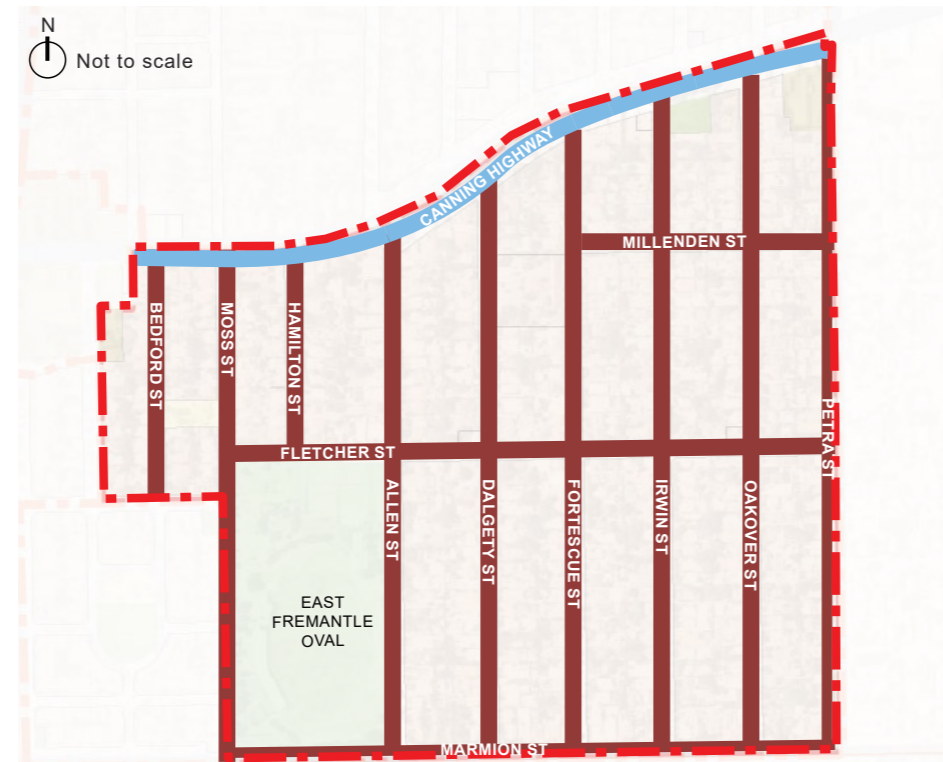 N
Not to scale
CANNING HIGHWAY
MILLENDEN ST
BEDFORD ST
MOSS ST
HAMILTON ST
PETRA ST
FLETCHER ST
ALLEN ST
DALGETY ST
FORTESCUE ST
IRWIN ST
OAKOVER ST
EAST
FREMANTLE
OVAL
MARMION ST